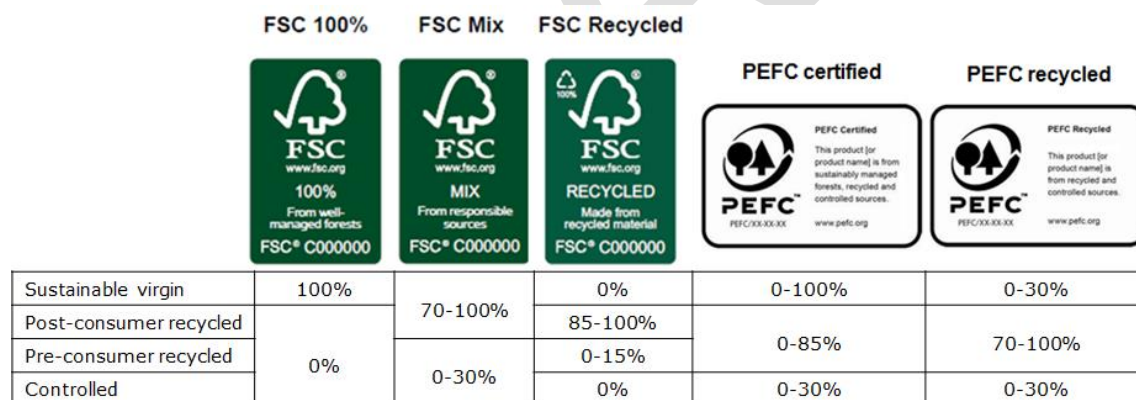 FSC 100%
FSC Mix
FSC Recycled
PEFC certified
PEFC recycled
®
FSC
www.fsc.org
100%
From well-
managed forests
FSC® C000000
®
FSC
www.fsc.org
MIX
From responsible
sources
FSC® C000000
100%
®
FSC
www.fsc.org
RECYCLED
Made from
recycled material
FSC® C000000
PEFC™
PEFC/XX-XX-XX
PEFC Certified
This product [or
product name] is from
sustainably managed
forests, recycled and
controlled sources.
www.pefc.org
PEFC™
PEFC/XX-XX-XX
PEFC Recycled
This product [or
product name] is
from recycled and
controlled sources.
www.pefc.org
Sustainable virgin 100% 70-100% 0% 0-100% 0-30%
Post-consumer recycled 0% 85-100% 0-85% 70-100%
Pre-consumer recycled 0-30% 0-15%
Controlled 0% 0-30% 0-30%